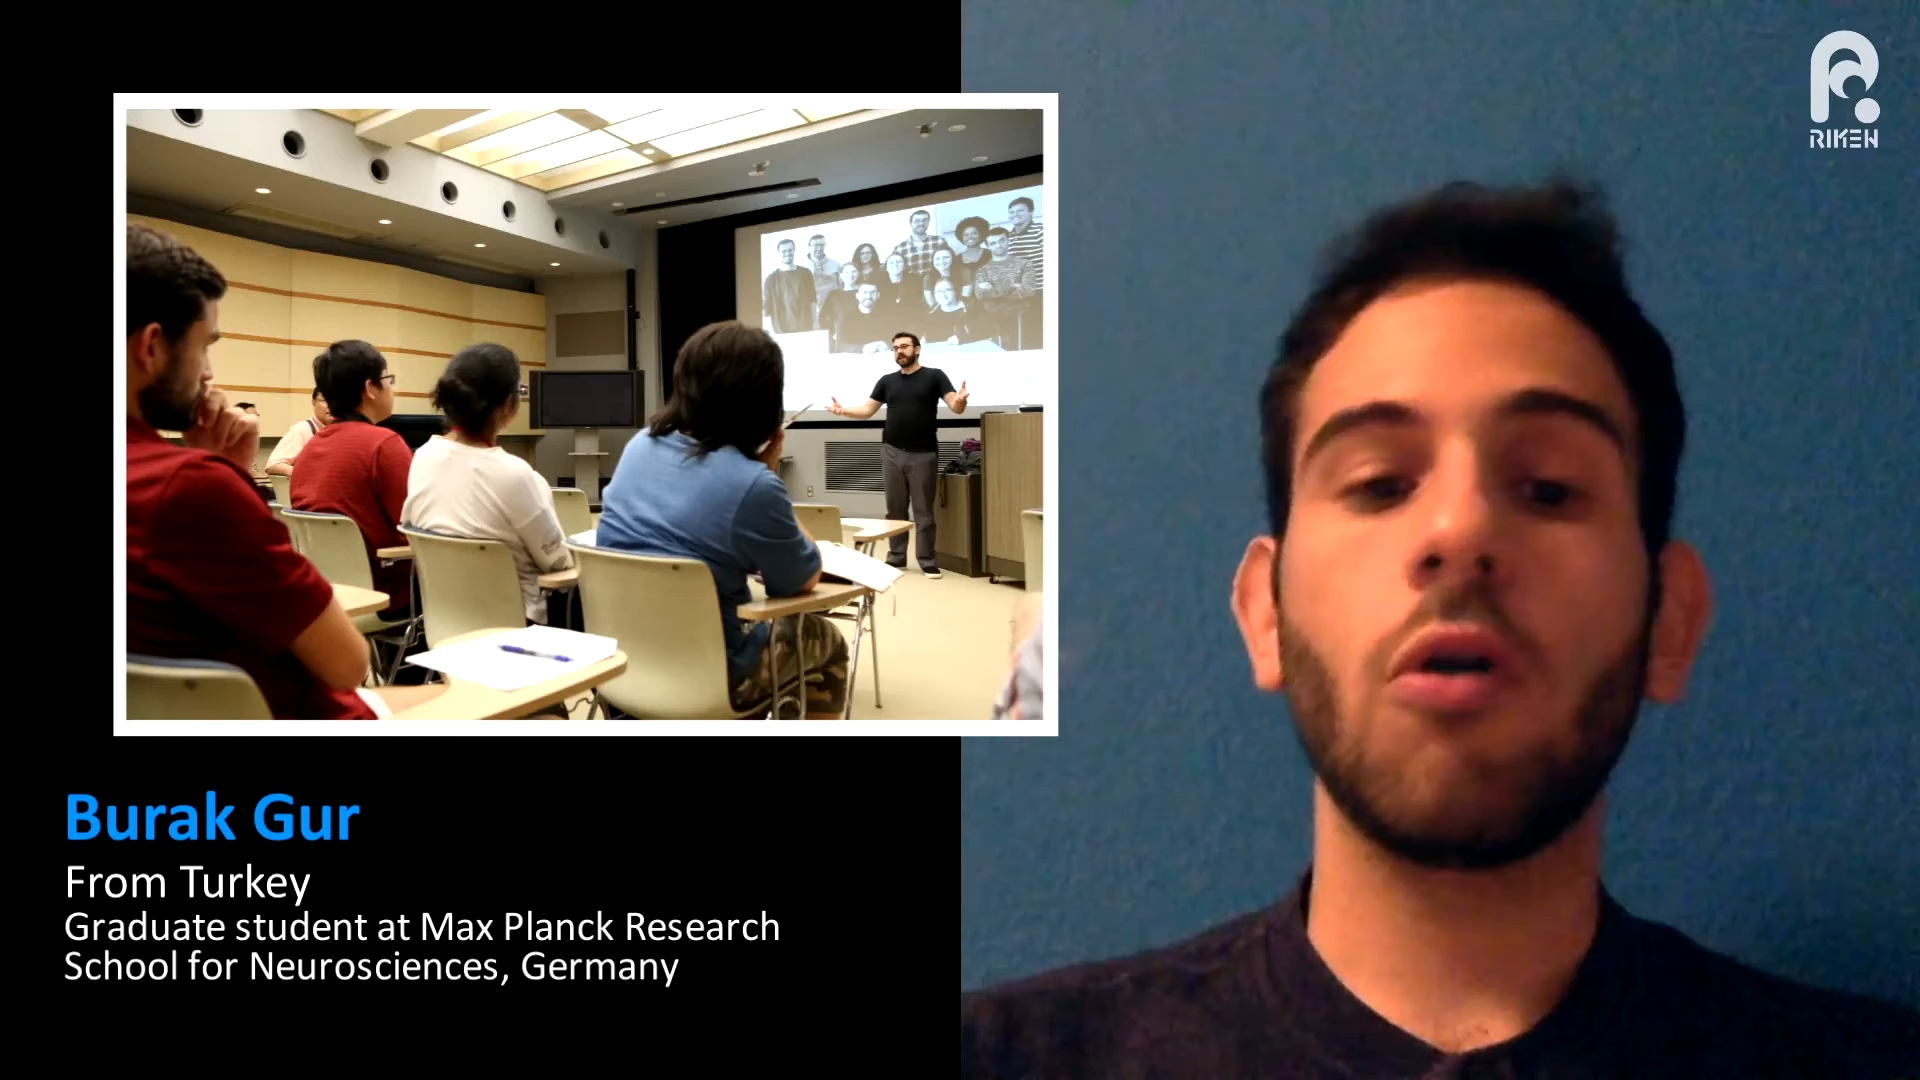 RIKEN
Burak Gur
From Turkey
Graduate student at Max Planck Research
School for Neurosciences, Germany